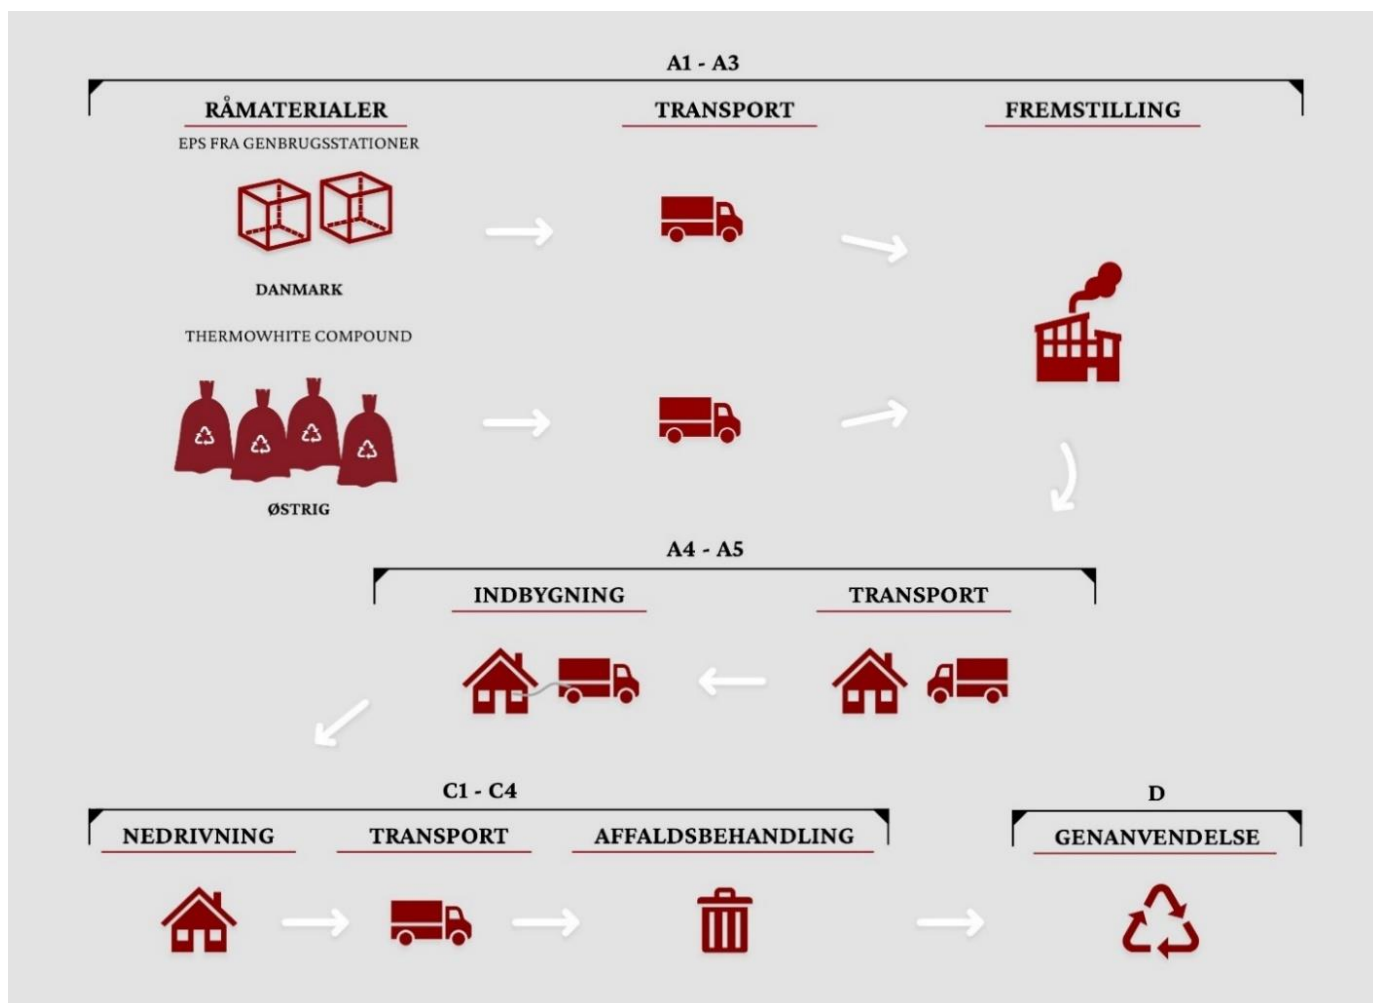 A1 - A3
RÅMATERIALER
TRANSPORT
FREMSTILLING
EPS FRA GENBRUGSSTATIONER
DANMARK
THERMOWHITE COMPOUND
ØSTRIG
A4 - A5
INDBYGNING
TRANSPORT
C1 - C4
NEDRIVNING
TRANSPORT
AFFALDSBEHANDLING
D
GENANVENDELSE